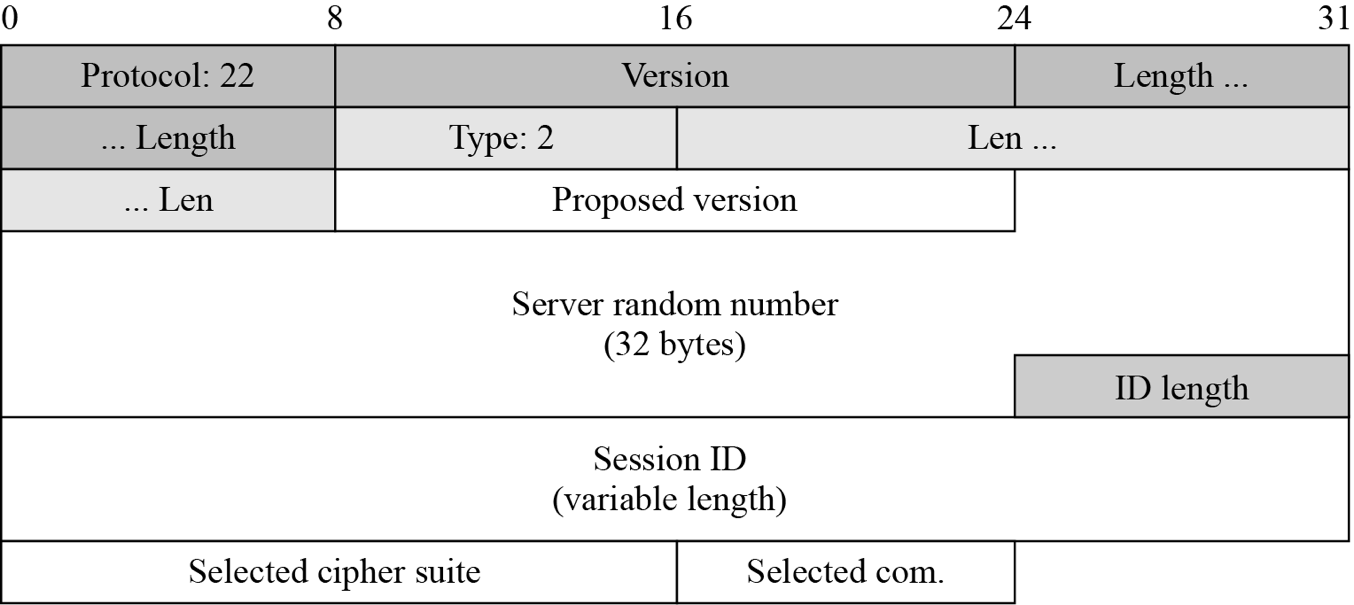 0 8 16 24 31
Protocol: 22 Version Length ...
... Length Type: 2 Len ...
... Len Proposed version
Server random number
(32 bytes)
ID length
Session ID
(variable length)
Selected cipher suite Selected com.